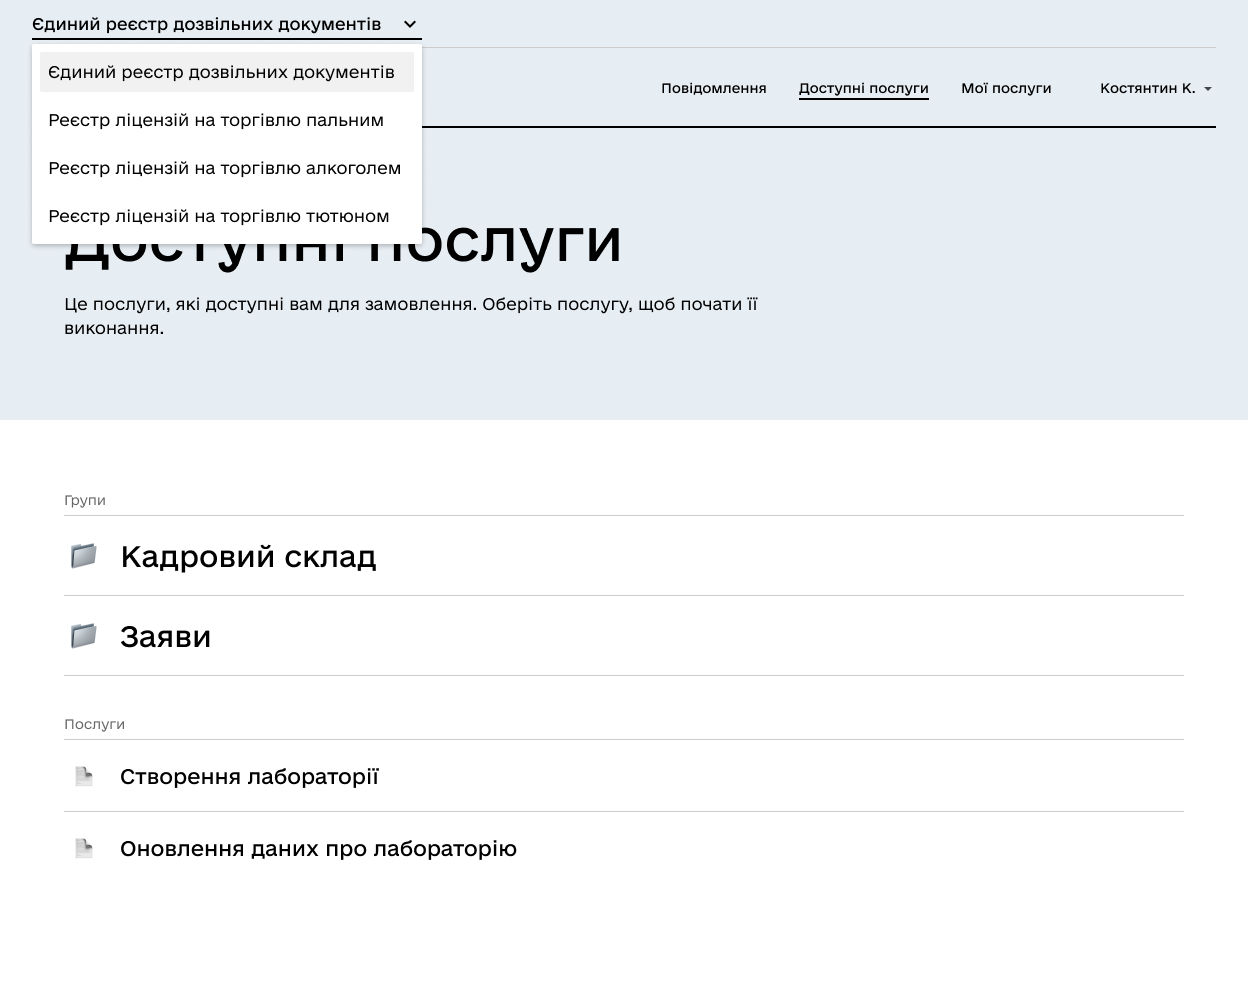 Єдиний реєстр дозвільних документів
Єдиний реєстр дозвільних документів
Реєстр ліцензій на торгівлю пальним
Реєстр ліцензій на торгівлю алкоголем
Реєстр ліцензій на торгівлю тютюном
Повідомлення
Доступні послуги
Мої послуги
Костянтин К.
Доступні послуги
Це послуги, які доступні вам для замовлення. Оберіть послугу, щоб почати її
виконання.
Групи
Кадровий склад
Заяви
Послуги
Створення лабораторії
Оновлення даних про лабораторію